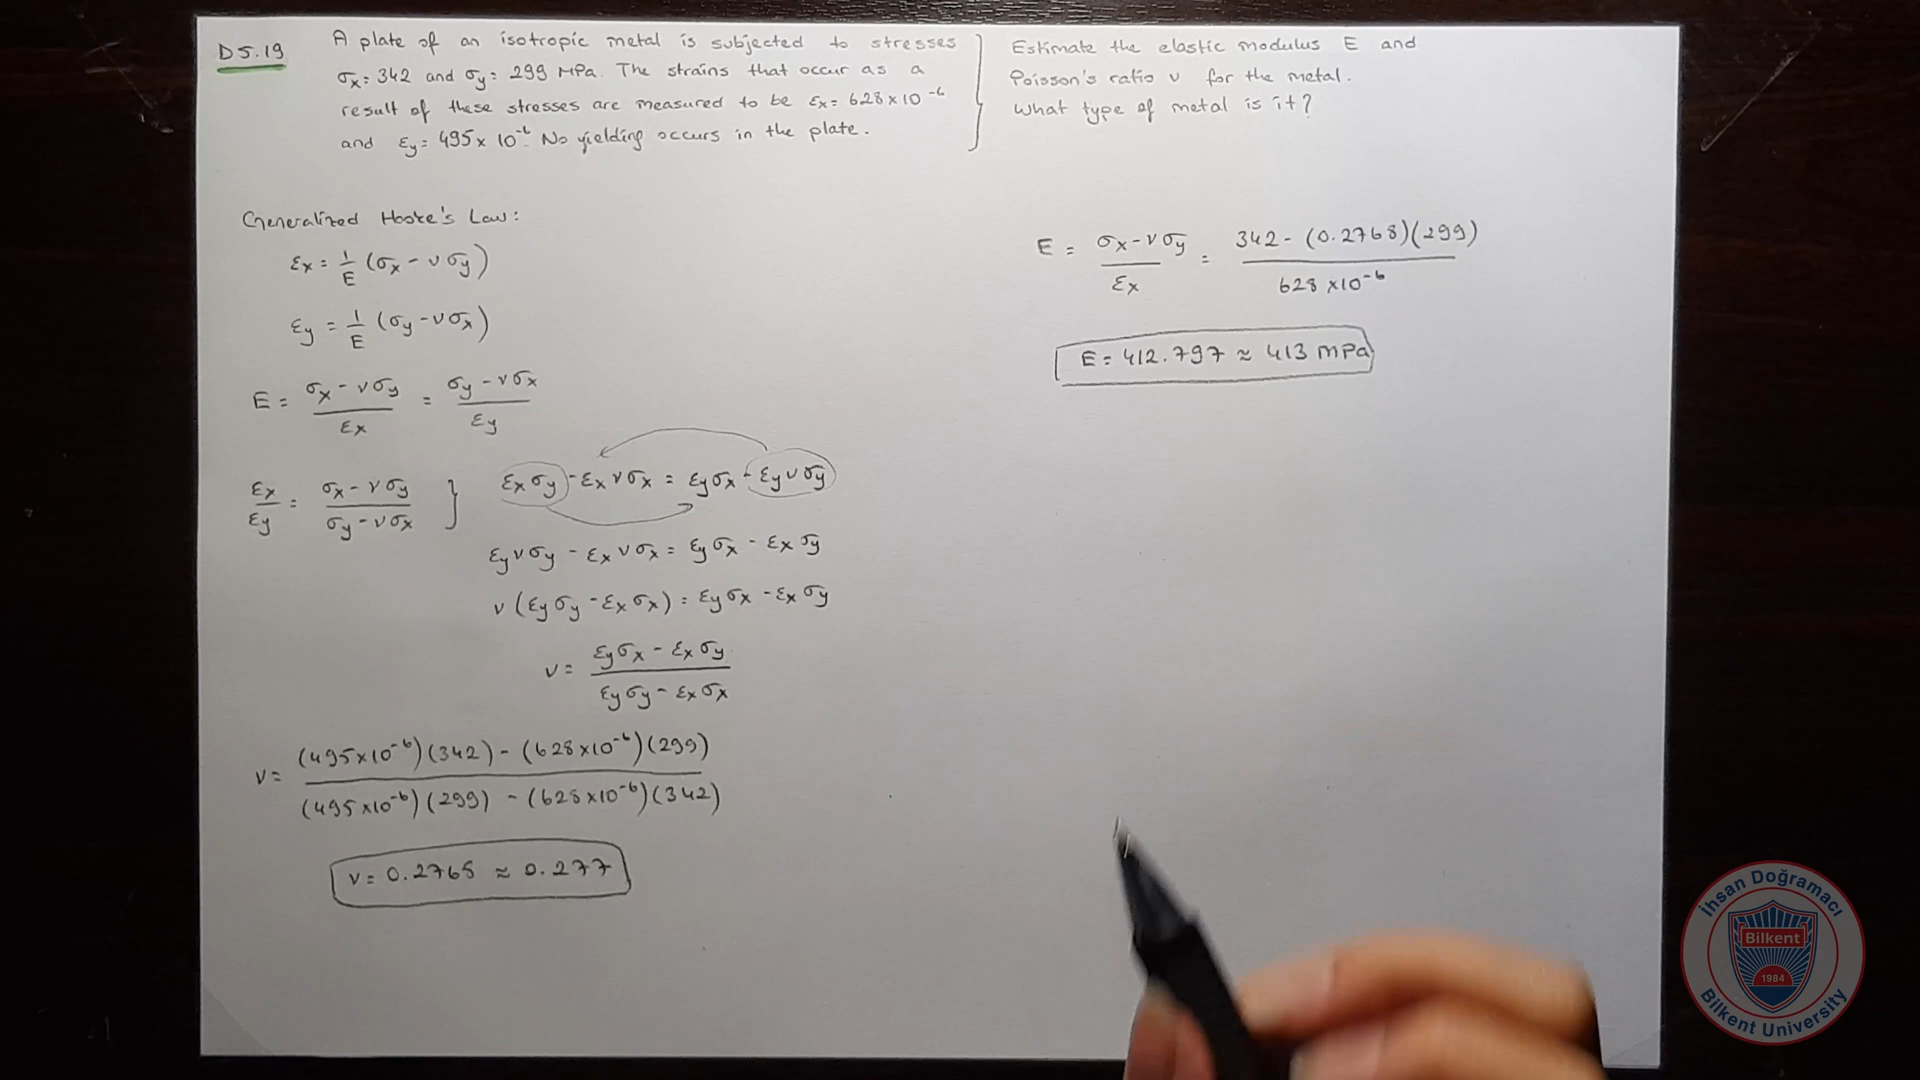 D5.19
A plate of an isotropic metal is subjected to stresses
σx = 342 and σy = 299 MPa. The strains that occur as a
result of these stresses are measured to be εx = 628 x 10^-6
and εy = 495 x 10^-6. No yielding occurs in the plate.
Estimate the elastic modulus E and
Poisson's ratio ν for the metal.
What type of metal is it?
Generalized Hooke's Law:
εx = 1/E (σx - νσy)
εy = 1/E (σy - νσx)
E = (σx - νσy)/εx = (σy - νσx)/εy
εx/εy = (σx - νσy)/(σy - νσx) } εxσy - εxνσx = εyσx - εyνσy
εyνσy - εxνσx = εyσx - εxσy
ν(εyσy - εxσx) = εyσx - εxσy
ν = (εyσx - εxσy)/(εyσy - εxσx)
ν = ((495x10^-6)(342) - (628x10^-6)(299))/((495x10^-6)(299) - (628x10^-6)(342))
ν = 0.2768 ≈ 0.277
E = (σx - νσy)/εx = (342 - (0.2768)(299))/(628 x10^-6)
E = 412.797 ≈ 413 MPa
İhsan Doğramacı
Bilkent
1984
Bilkent University